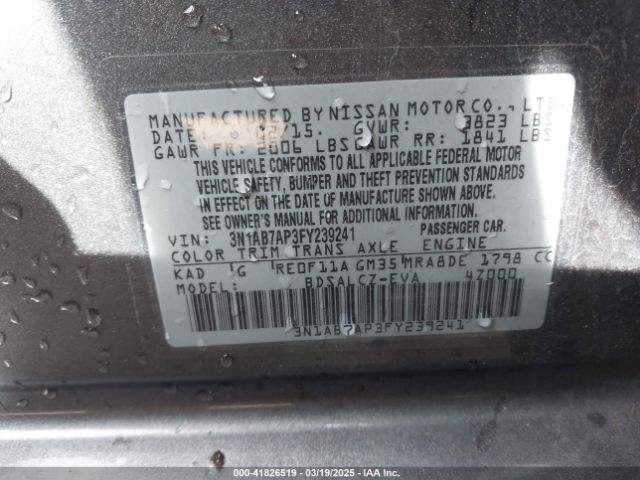 MANUFACTURED BY NISSAN MOTOR CO., LTD.
DATE: 02/15. GVWR: 3823 LBS
GAWR FR: 2006 LBS GAWR RR: 1841 LBS
THIS VEHICLE CONFORMS TO ALL APPLICABLE FEDERAL MOTOR
VEHICLE SAFETY, BUMPER AND THEFT PREVENTION STANDARDS
IN EFFECT ON THE DATE OF MANUFACTURE SHOWN ABOVE.
SEE OWNER'S MANUAL FOR ADDITIONAL INFORMATION.
VIN: 3N1AB7AP3FY239241 PASSENGER CAR.
COLOR TRIM TRANS AXLE ENGINE
KAD G RE0F11A GM35 MRA8DE 1798 CC
MODEL: BDSALCZ-EVA 4Z000
3N1AB7AP3FY239241
000-41826519 | 03/19/2025 | IAA Inc.